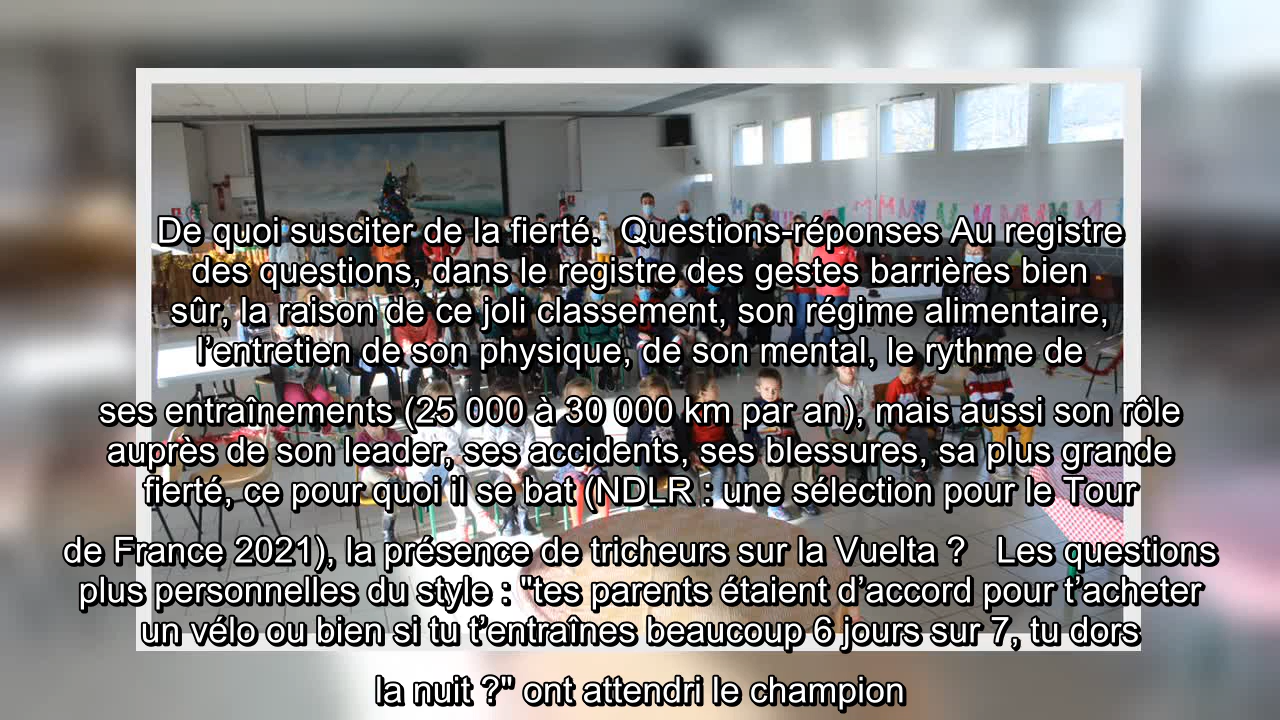 De quoi susciter de la fierté.  Questions-réponses Au registre
des questions, dans le registre des gestes barrières bien
sûr, la raison de ce joli classement, son régime alimentaire,
l’entretien de son physique, de son mental, le rythme de
ses entraînements (25 000 à 30 000 km par an), mais aussi son rôle
auprès de son leader, ses accidents, ses blessures, sa plus grande
fierté, ce pour quoi il se bat (NDLR : une sélection pour le Tour
de France 2021), la présence de tricheurs sur la Vuelta ?   Les questions
plus personnelles du style : "tes parents étaient d’accord pour t’acheter
un vélo ou bien si tu t’entraînes beaucoup 6 jours sur 7, tu dors
la nuit ?" ont attendri le champion